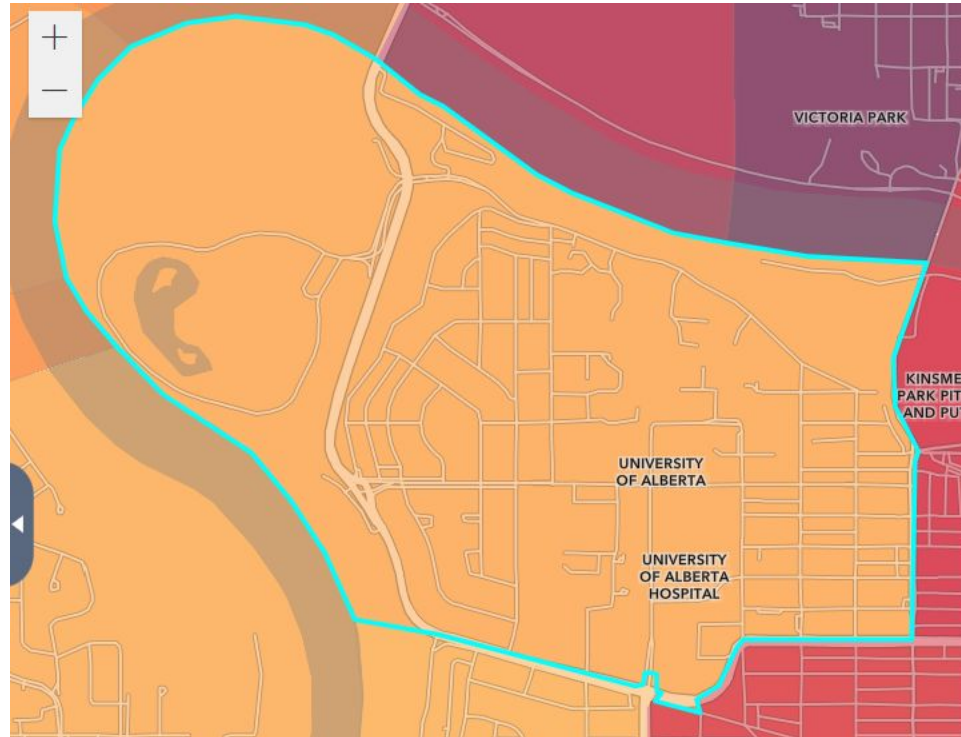 +
−
VICTORIA PARK
KINSME
PARK PIT
AND PU
UNIVERSITY
OF ALBERTA
UNIVERSITY
OF ALBERTA
HOSPITAL